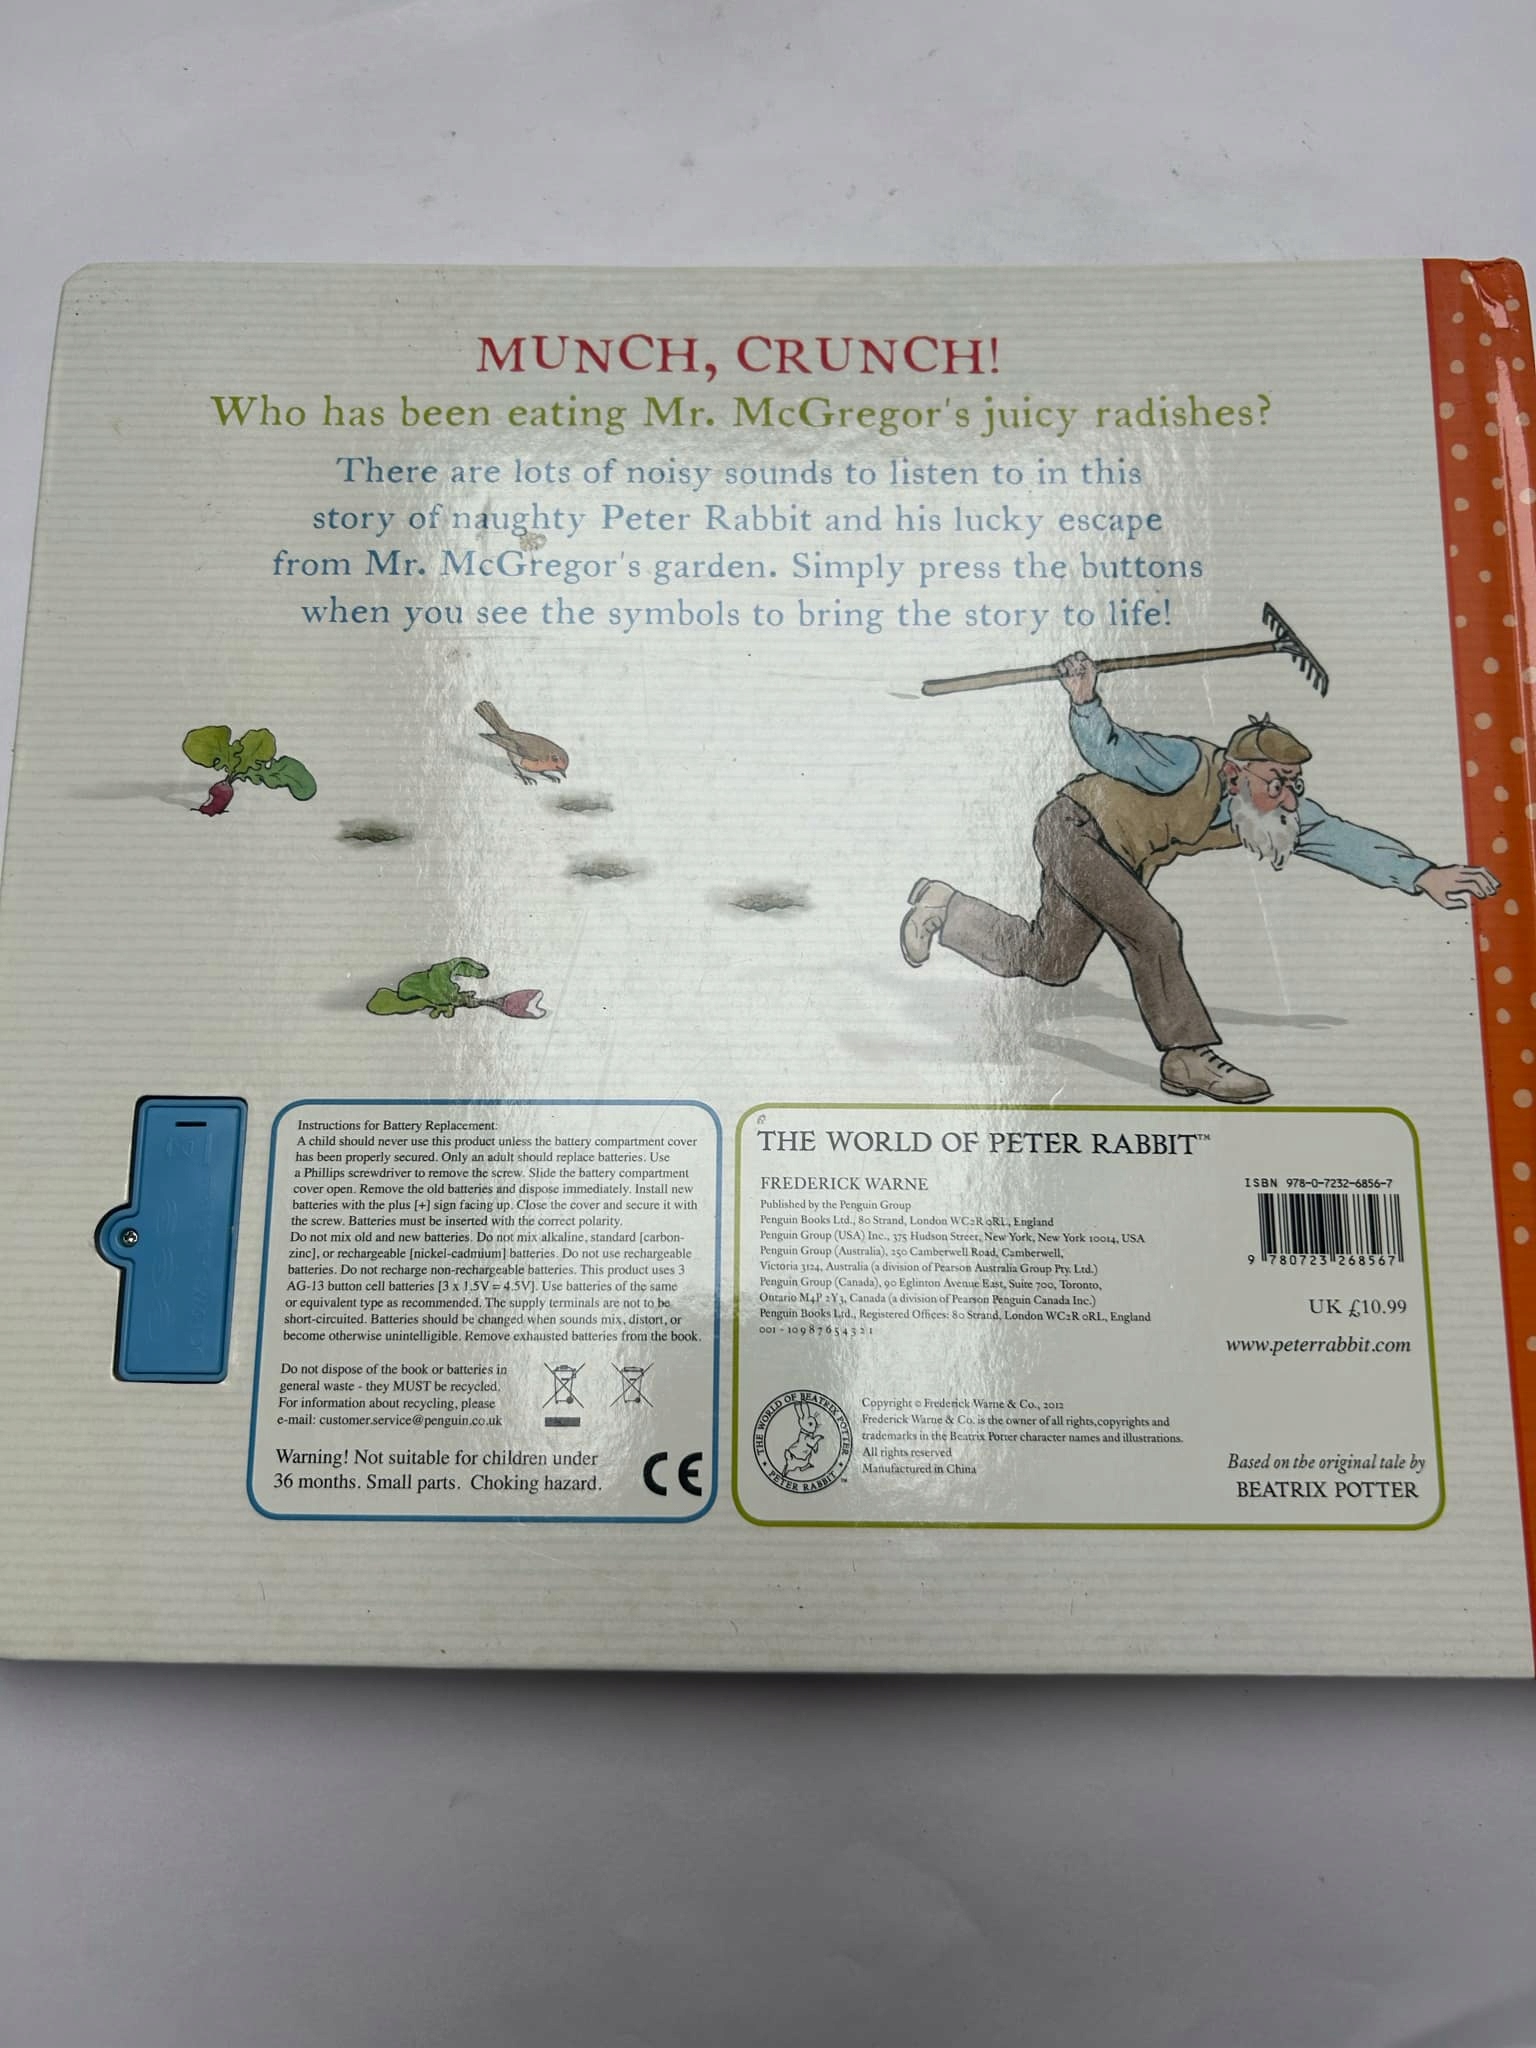 MUNCH, CRUNCH!
Who has been eating Mr. McGregor's juicy radishes?
There are lots of noisy sounds to listen to in this
story of naughty Peter Rabbit and his lucky escape
from Mr. McGregor's garden. Simply press the buttons
when you see the symbols to bring the story to life!
Instructions for Battery Replacement:
A child should never use this product unless the battery compartment cover
has been properly secured. Only an adult should replace batteries. Use
a Phillips screwdriver to remove the screw. Slide the battery compartment
cover open. Remove the old batteries and dispose immediately. Install new
batteries with the plus [+] sign facing up. Close the cover and secure it with
the screw. Batteries must be inserted with the correct polarity.
Do not mix old and new batteries. Do not mix alkaline, standard [carbon-
zinc], or rechargeable [nickel-cadmium] batteries. Do not use rechargeable
batteries. Do not recharge non-rechargeable batteries. This product uses 3
AG-13 button cell batteries [3 x 1.5V = 4.5V]. Use batteries of the same
or equivalent type as recommended. The supply terminals are not to be
short-circuited. Batteries should be changed when sounds mix, distort, or
become otherwise unintelligible. Remove exhausted batteries from the book.
Do not dispose of the book or batteries in
general waste - they MUST be recycled.
For information about recycling, please
e-mail: customer.service@penguin.co.uk
Warning! Not suitable for children under
36 months. Small parts. Choking hazard.
CE
THE WORLD OF PETER RABBIT™
FREDERICK WARNE
Published by the Penguin Group
Penguin Books Ltd., 80 Strand, London WC2R 0RL, England
Penguin Group (USA) Inc., 375 Hudson Street, New York, New York 10014, USA
Penguin Group (Australia), 250 Camberwell Road, Camberwell,
Victoria 3124, Australia (a division of Pearson Australia Group Pty. Ltd.)
Penguin Group (Canada), 90 Eglinton Avenue East, Suite 700, Toronto,
Ontario M4P 2Y3, Canada (a division of Pearson Penguin Canada Inc.)
Penguin Books Ltd., Registered Offices: 80 Strand, London WC2R 0RL, England
001 - 10 9 8 7 6 5 4 3 2 1
ISBN 978-0-7232-6856-7
9 780723 268567
UK £10.99
www.peterrabbit.com
THE WORLD OF BEATRIX POTTER
PETER RABBIT ™
Copyright © Frederick Warne & Co., 2012
Frederick Warne & Co. is the owner of all rights, copyrights and
trademarks in the Beatrix Potter character names and illustrations.
All rights reserved
Manufactured in China
Based on the original tale by
BEATRIX POTTER